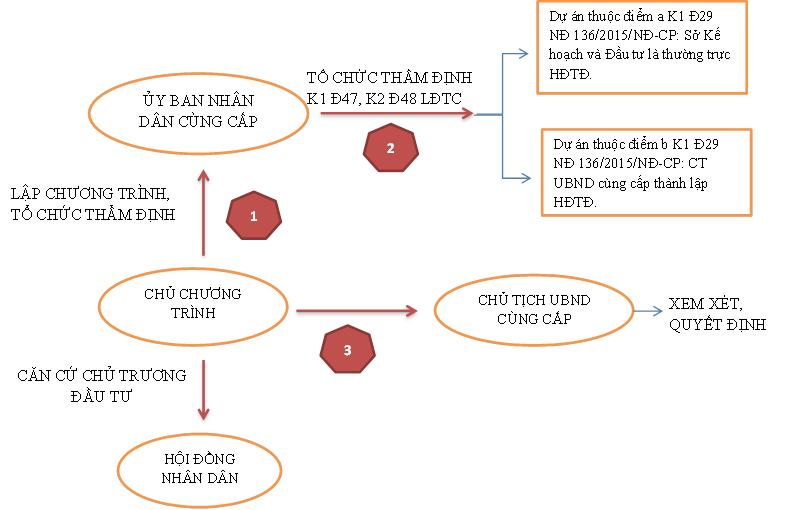 Dự án thuộc điểm a K1 Đ29
NĐ 136/2015/NĐ-CP: Sở Kế
hoạch và Đầu tư là thường trực
HĐTĐ.
TỔ CHỨC THẨM ĐỊNH
K1 Đ47, K2 Đ48 LĐTC
ỦY BAN NHÂN
DÂN CÙNG CẤP
2
Dự án thuộc điểm b K1 Đ29
NĐ 136/2015/NĐ-CP: CT
UBND cùng cấp thành lập
HĐTĐ.
LẬP CHƯƠNG TRÌNH,
TỔ CHỨC THẨM ĐỊNH
1
CHỦ CHƯƠNG
TRÌNH
3
CHỦ TỊCH UBND
CÙNG CẤP
XEM XÉT,
QUYẾT ĐỊNH
CĂN CỨ CHỦ TRƯƠNG
ĐẦU TƯ
HỘI ĐỒNG
NHÂN DÂN